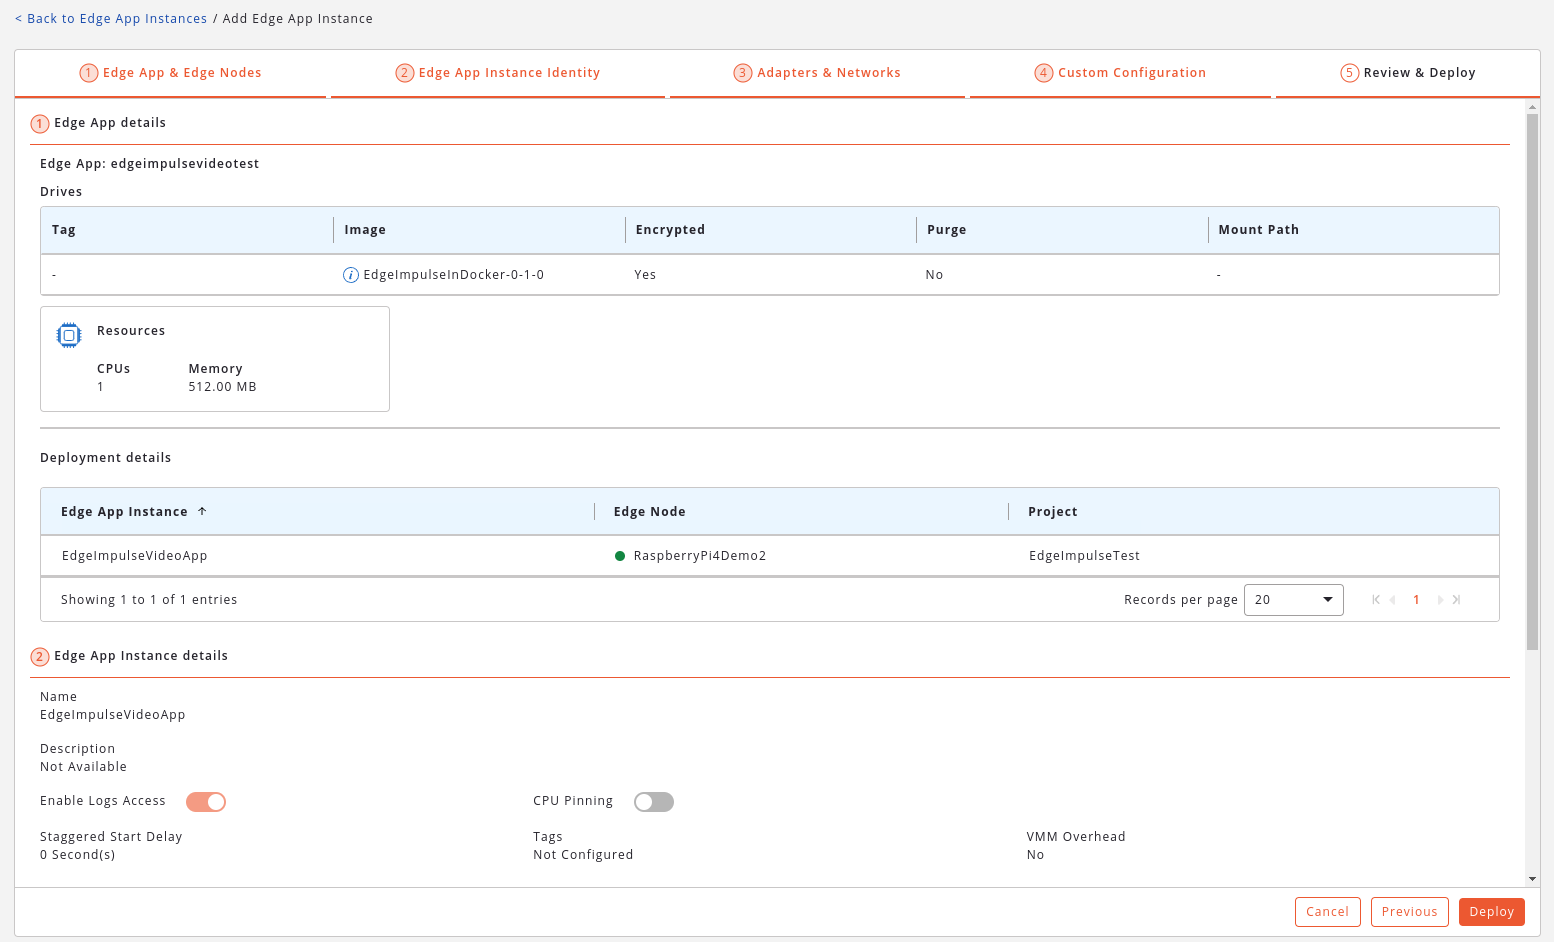 < Back to Edge App Instances / Add Edge App Instance
1 Edge App & Edge Nodes 2 Edge App Instance Identity 3 Adapters & Networks 4 Custom Configuration 5 Review & Deploy
1 Edge App details
Edge App: edgeimpulsevideotest
Drives
Tag Image Encrypted Purge Mount Path
- i EdgeImpulseInDocker-0-1-0 Yes No -
Resources
CPUs Memory
1 512.00 MB
Deployment details
Edge App Instance ↑ Edge Node Project
EdgeImpulseVideoApp RaspberryPi4Demo2 EdgeImpulseTest
Showing 1 to 1 of 1 entries Records per page 20 1
2 Edge App Instance details
Name
EdgeImpulseVideoApp
Description
Not Available
Enable Logs Access CPU Pinning
Staggered Start Delay Tags VMM Overhead
0 Second(s) Not Configured No
Cancel Previous Deploy